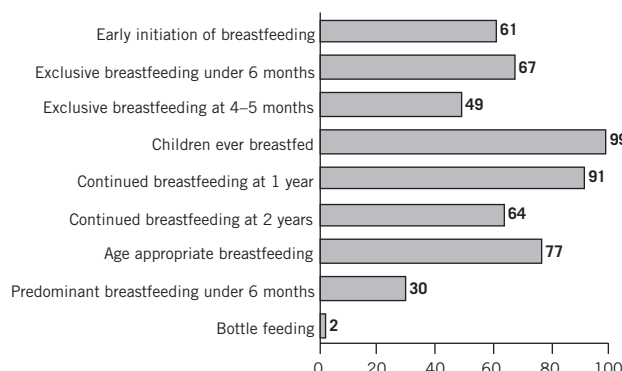 Early initiation of breastfeeding 61
Exclusive breastfeeding under 6 months 67
Exclusive breastfeeding at 4–5 months 49
Children ever breastfed 99
Continued breastfeeding at 1 year 91
Continued breastfeeding at 2 years 64
Age appropriate breastfeeding 77
Predominant breastfeeding under 6 months 30
Bottle feeding 2
0 20 40 60 80 100